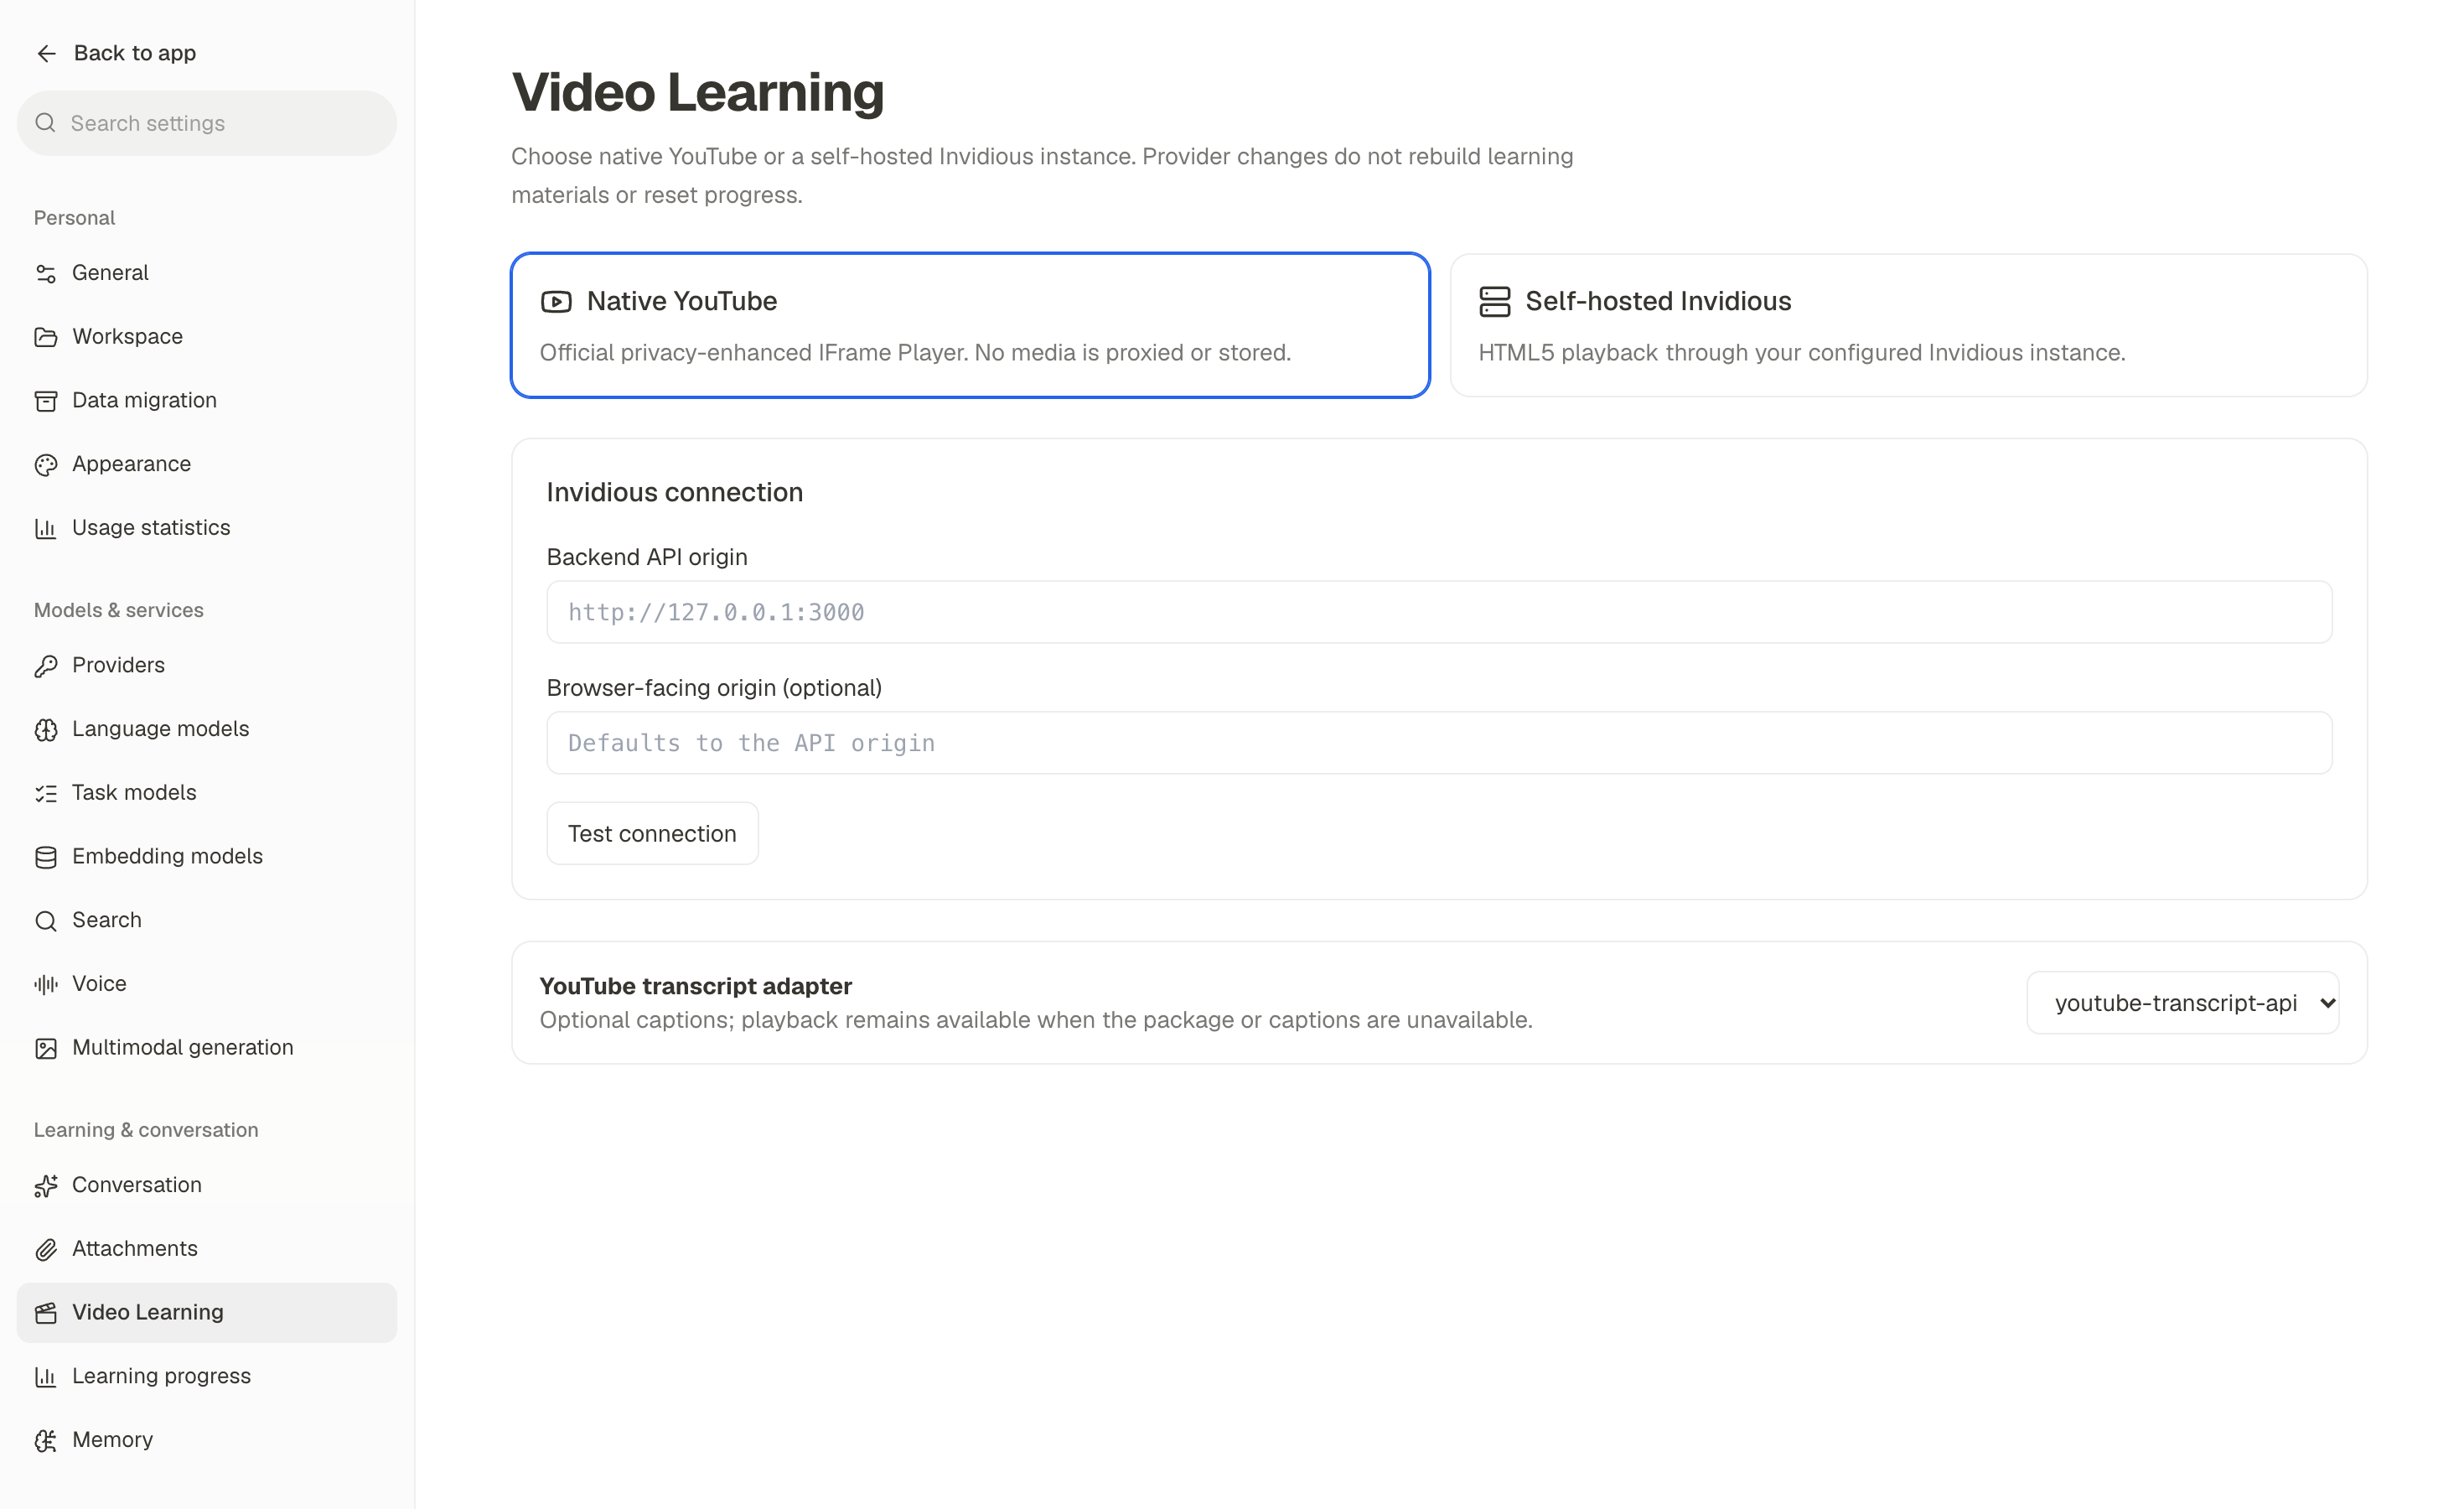 Back to app
Search settings
Personal
General
Workspace
Data migration
Appearance
Usage statistics
Models & services
Providers
Language models
Task models
Embedding models
Search
Voice
Multimodal generation
Learning & conversation
Conversation
Attachments
Video Learning
Learning progress
Memory
Video Learning
Choose native YouTube or a self-hosted Invidious instance. Provider changes do not rebuild learning
materials or reset progress.
Native YouTube
Official privacy-enhanced IFrame Player. No media is proxied or stored.
Self-hosted Invidious
HTML5 playback through your configured Invidious instance.
Invidious connection
Backend API origin
http://127.0.0.1:3000
Browser-facing origin (optional)
Defaults to the API origin
Test connection
YouTube transcript adapter
Optional captions; playback remains available when the package or captions are unavailable.
youtube-transcript-api